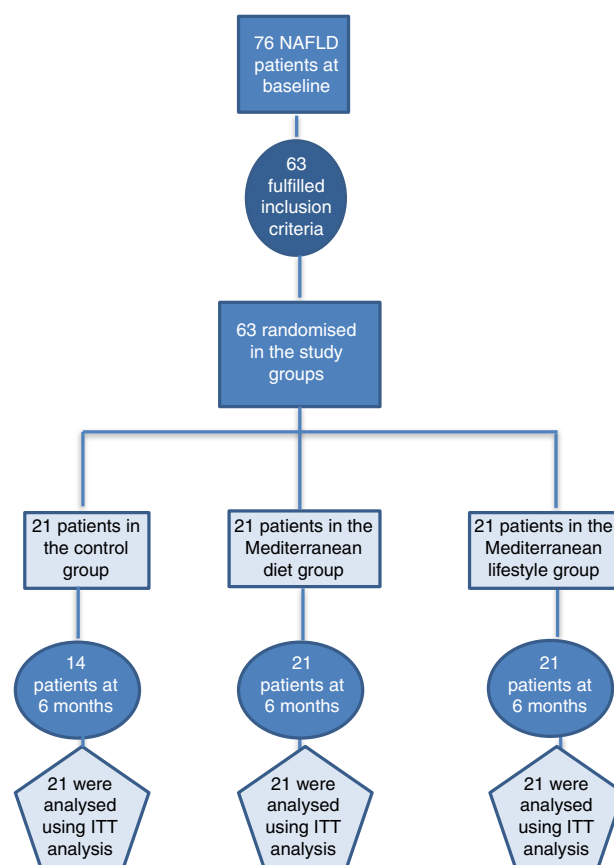 76 NAFLD
patients at
baseline
63
fulfilled
inclusion
criteria
63 randomised
in the study
groups
21 patients in
the control
group
21 patients in the
Mediterranean
diet group
21 patients in the
Mediterranean
lifestyle group
14
patients at
6 months
21
patients at
6 months
21
patients at
6 months
21 were
analysed
using ITT
analysis
21 were
analysed
using ITT
analysis
21 were
analysed
using ITT
analysis